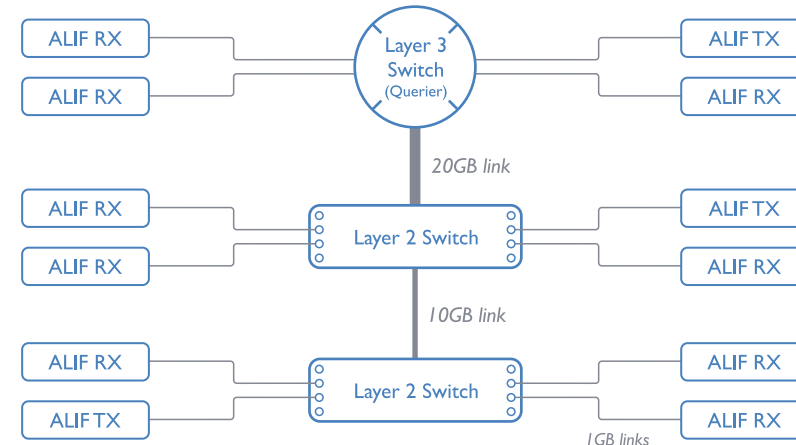 ALIF RX
Layer 3
Switch
(Querier)
ALIF TX
ALIF RX
ALIF RX
20GB link
ALIF RX
Layer 2 Switch
ALIF TX
ALIF RX
ALIF RX
10GB link
ALIF RX
Layer 2 Switch
ALIF RX
ALIF TX
ALIF RX
1GB links